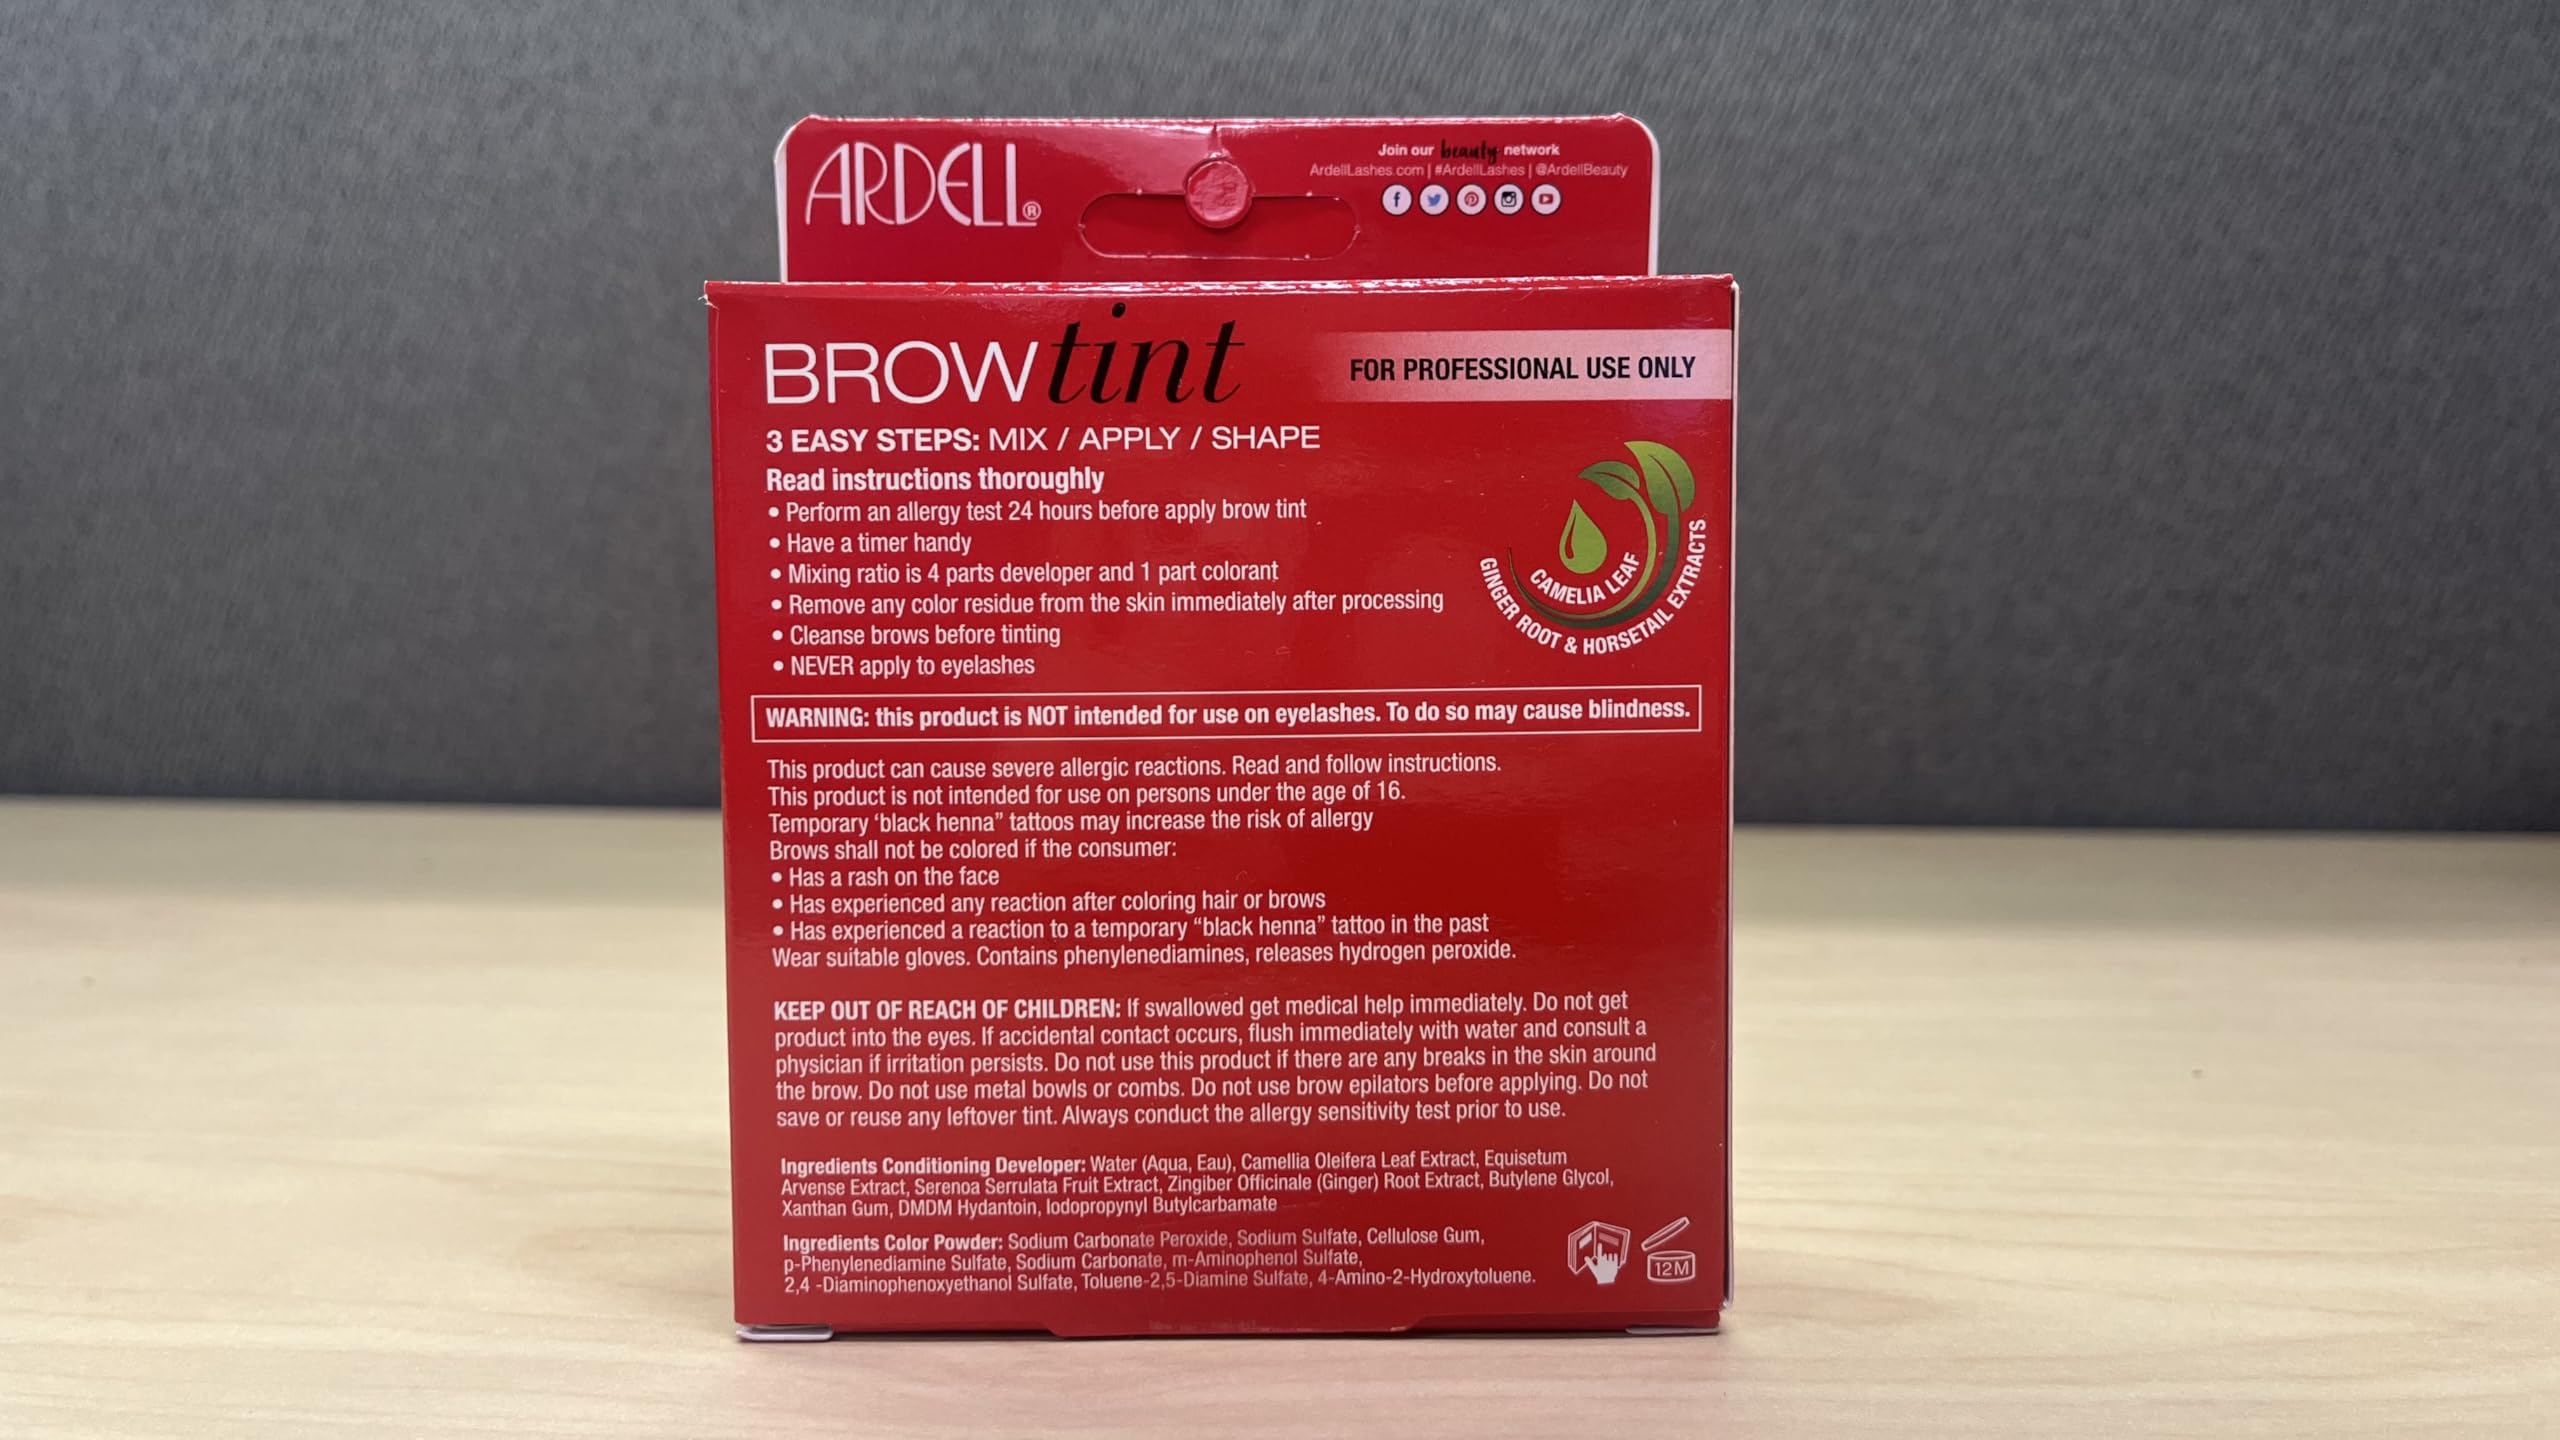 ARDELL®
Join our beauty network
ArdellLashes.com | #ArdellLashes | @ArdellBeauty
BROWtint
FOR PROFESSIONAL USE ONLY
3 EASY STEPS: MIX / APPLY / SHAPE
Read instructions thoroughly
• Perform an allergy test 24 hours before apply brow tint
• Have a timer handy
• Mixing ratio is 4 parts developer and 1 part colorant
• Remove any color residue from the skin immediately after processing
• Cleanse brows before tinting
• NEVER apply to eyelashes
CAMELIA LEAF
GINGER ROOT & HORSETAIL EXTRACTS
WARNING: this product is NOT intended for use on eyelashes. To do so may cause blindness.
This product can cause severe allergic reactions. Read and follow instructions.
This product is not intended for use on persons under the age of 16.
Temporary ‘black henna” tattoos may increase the risk of allergy
Brows shall not be colored if the consumer:
• Has a rash on the face
• Has experienced any reaction after coloring hair or brows
• Has experienced a reaction to a temporary “black henna” tattoo in the past
Wear suitable gloves. Contains phenylenediamines, releases hydrogen peroxide.
KEEP OUT OF REACH OF CHILDREN: If swallowed get medical help immediately. Do not get
product into the eyes. If accidental contact occurs, flush immediately with water and consult a
physician if irritation persists. Do not use this product if there are any breaks in the skin around
the brow. Do not use metal bowls or combs. Do not use brow epilators before applying. Do not
save or reuse any leftover tint. Always conduct the allergy sensitivity test prior to use.
Ingredients Conditioning Developer: Water (Aqua, Eau), Camellia Oleifera Leaf Extract, Equisetum
Arvense Extract, Serenoa Serrulata Fruit Extract, Zingiber Officinale (Ginger) Root Extract, Butylene Glycol,
Xanthan Gum, DMDM Hydantoin, Iodopropynyl Butylcarbamate
Ingredients Color Powder: Sodium Carbonate Peroxide, Sodium Sulfate, Cellulose Gum,
p-Phenylenediamine Sulfate, Sodium Carbonate, m-Aminophenol Sulfate,
2,4 -Diaminophenoxyethanol Sulfate, Toluene-2,5-Diamine Sulfate, 4-Amino-2-Hydroxytoluene.
12M